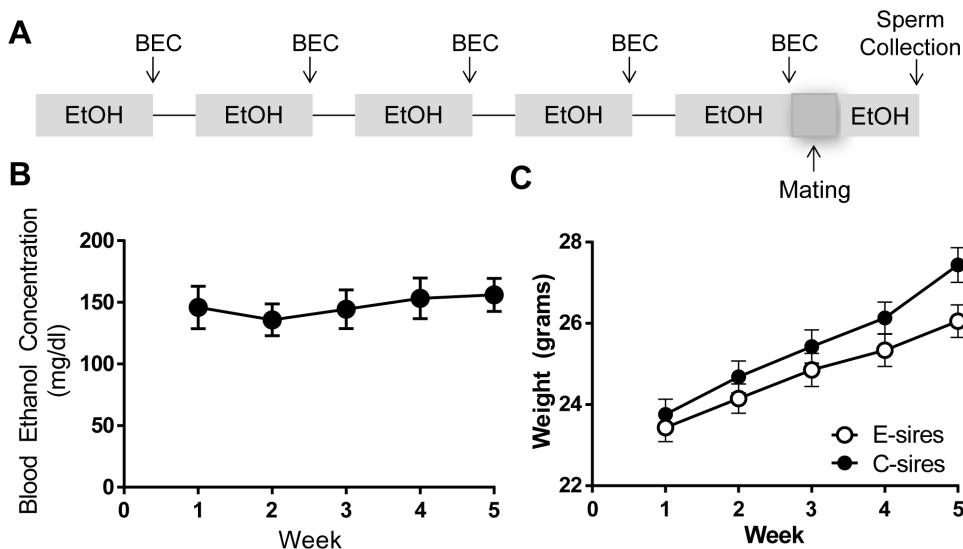 A
BEC
BEC
BEC
BEC
BEC
Sperm
Collection
EtOH
EtOH
EtOH
EtOH
EtOH
EtOH
Mating
B
Blood Ethanol Concentration
(mg/dl)
200
150
100
50
0
0 1 2 3 4 5
Week
C
Weight (grams)
28
26
24
22
E-sires
C-sires
0 1 2 3 4 5
Week